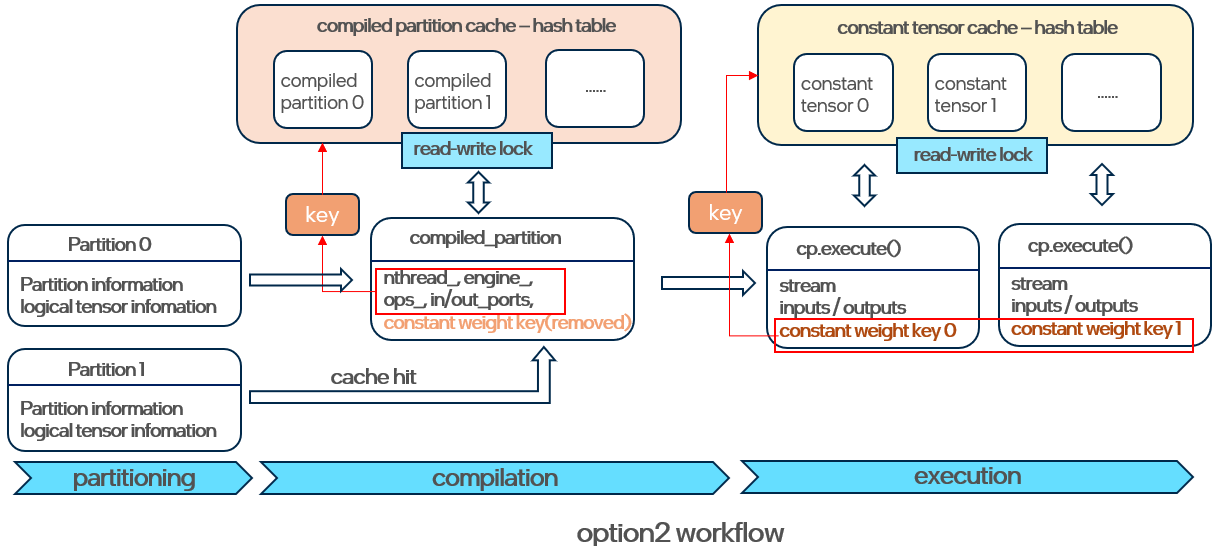 compiled partition cache – hash table
compiled
partition 0
compiled
partition 1
......
read-write lock
constant tensor cache – hash table
constant
tensor 0
constant
tensor 1
......
read-write lock
key
key
Partition 0
Partition information
logical tensor infomation
compiled_partition
nthread_, engine_,
ops_, in/out_ports,
constant weight key(removed)
cp.execute()
stream
inputs / outputs
constant weight key 0
cp.execute()
stream
inputs / outputs
constant weight key 1
Partition 1
Partition information
logical tensor infomation
cache hit
partitioning
compilation
execution
option2 workflow